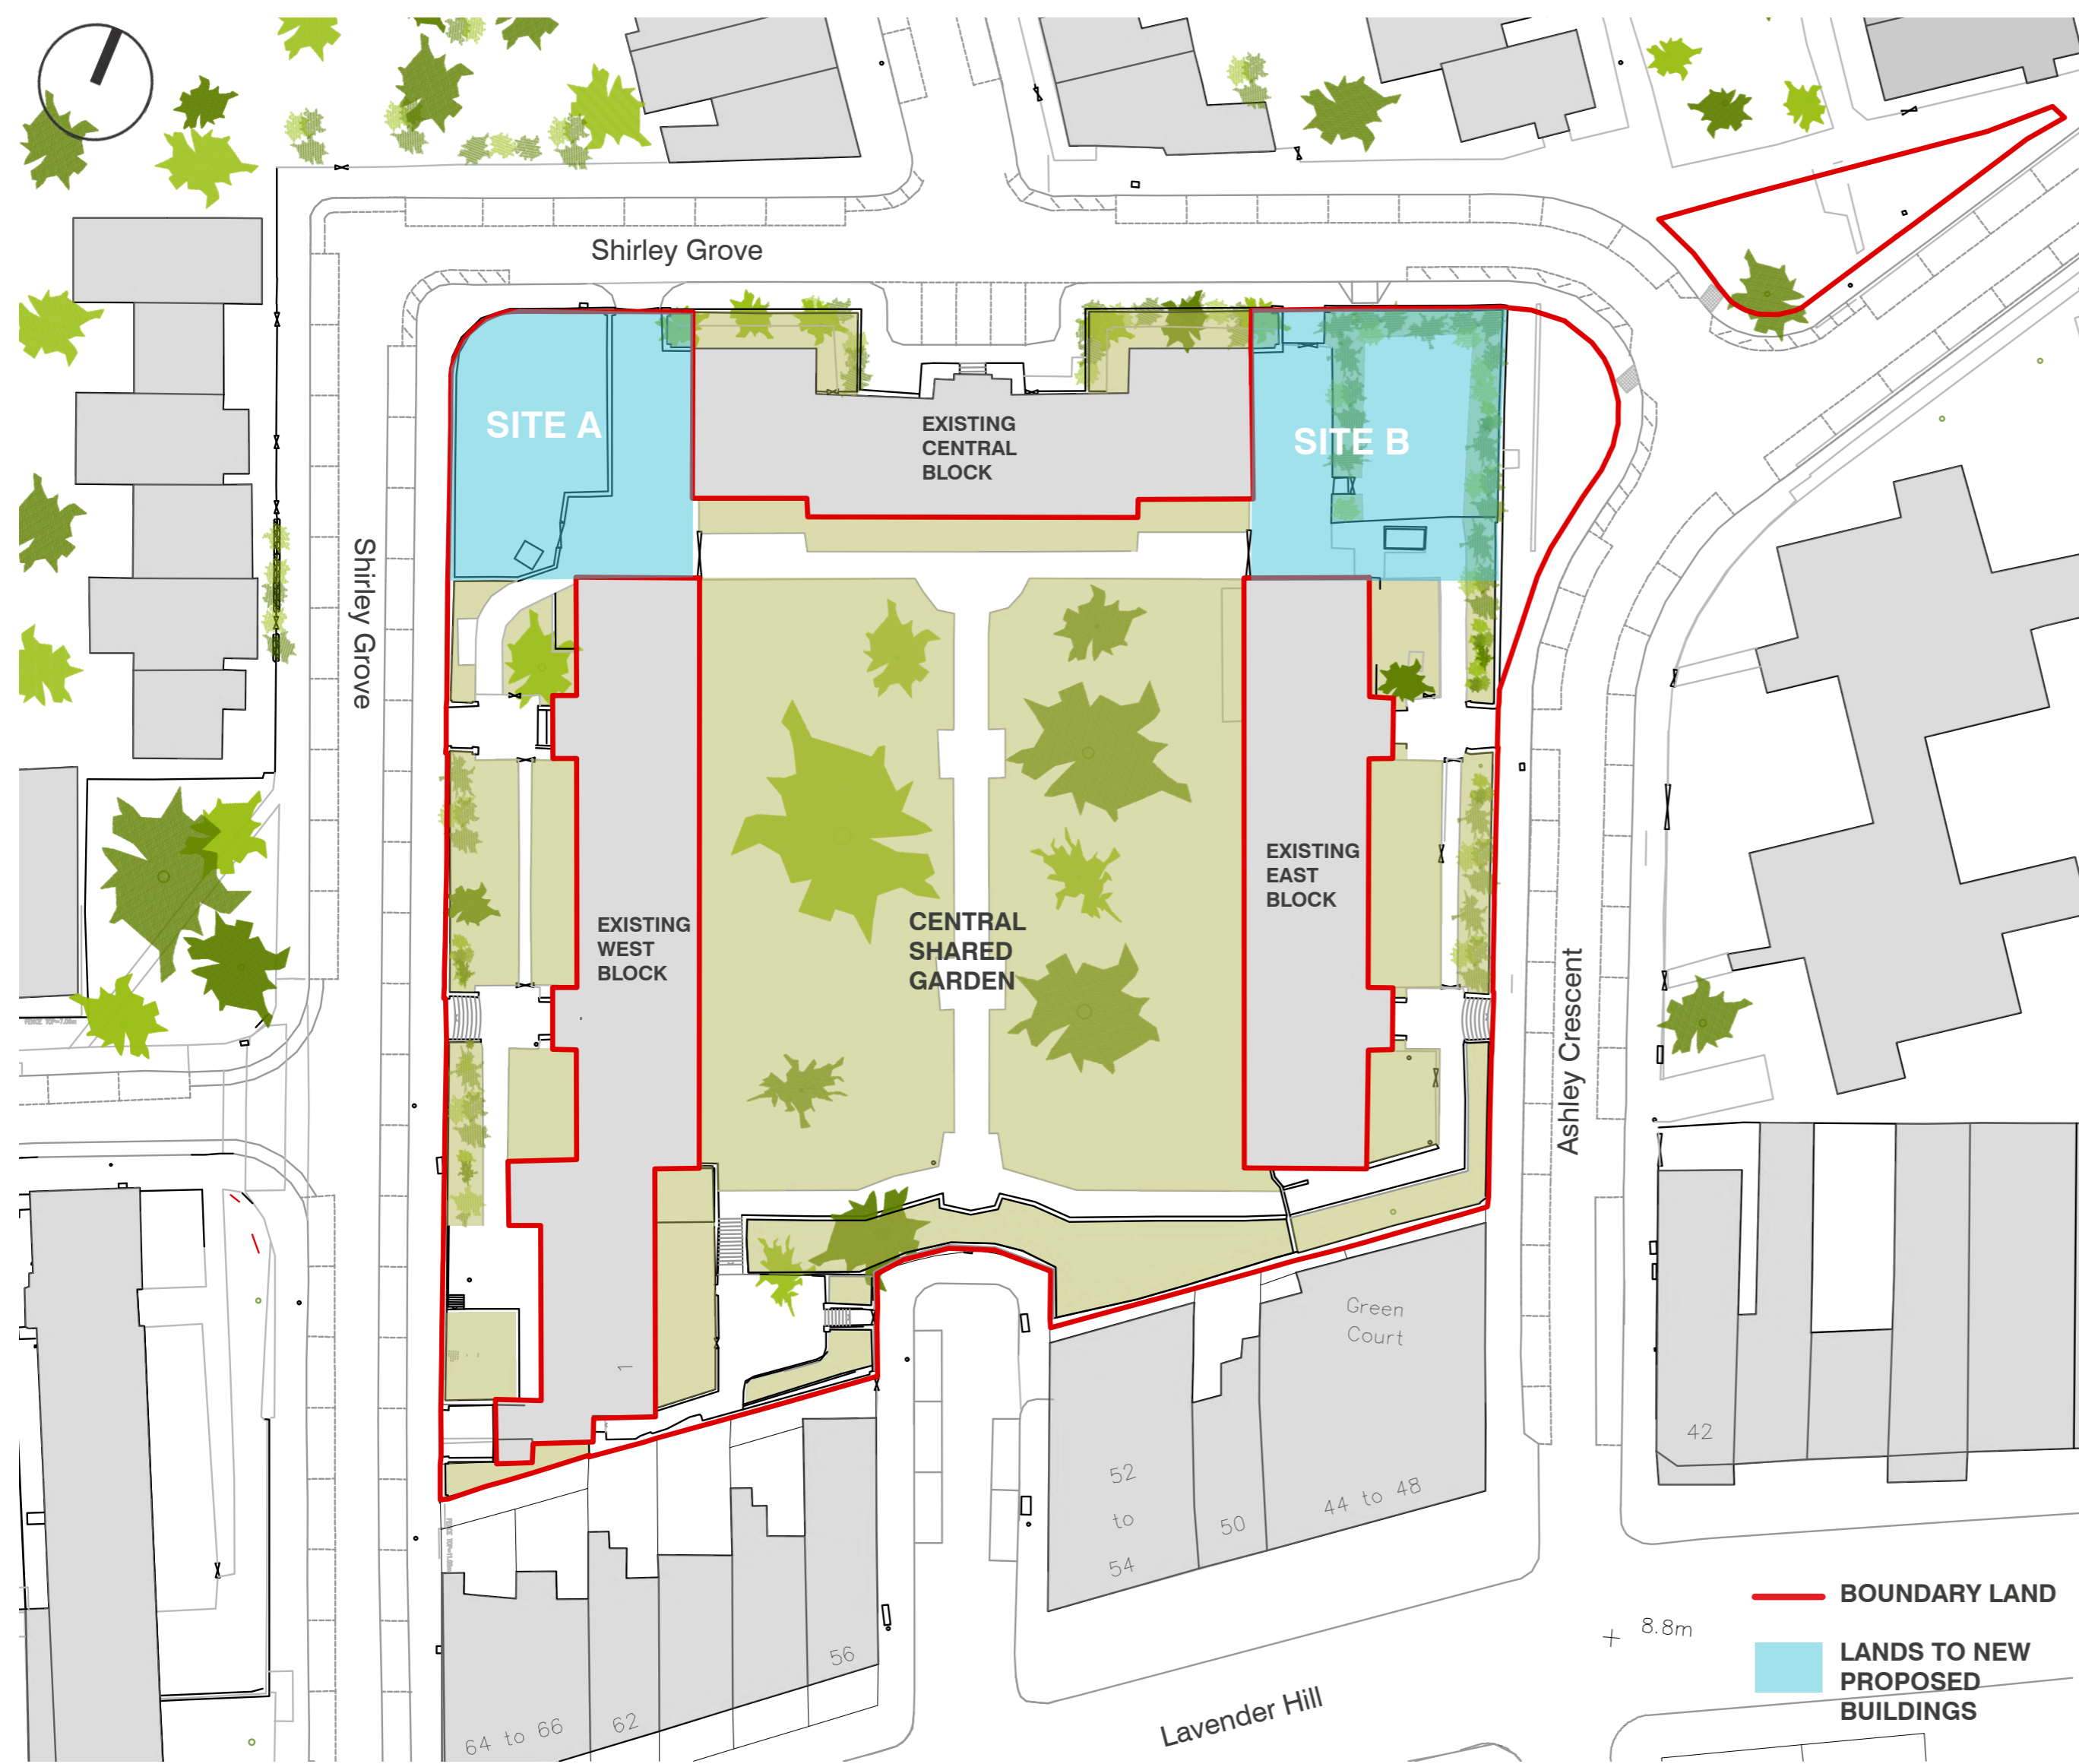 Shirley Grove
SITE A
EXISTING
CENTRAL
BLOCK
SITE B
Shirley Grove
EXISTING
WEST
BLOCK
CENTRAL
SHARED
GARDEN
EXISTING
EAST
BLOCK
Ashley Crescent
1
Green
Court
52
to
54
50
44 to 48
42
56
62
64 to 66
Lavender Hill
8.8m
BOUNDARY LAND
LANDS TO NEW
PROPOSED
BUILDINGS